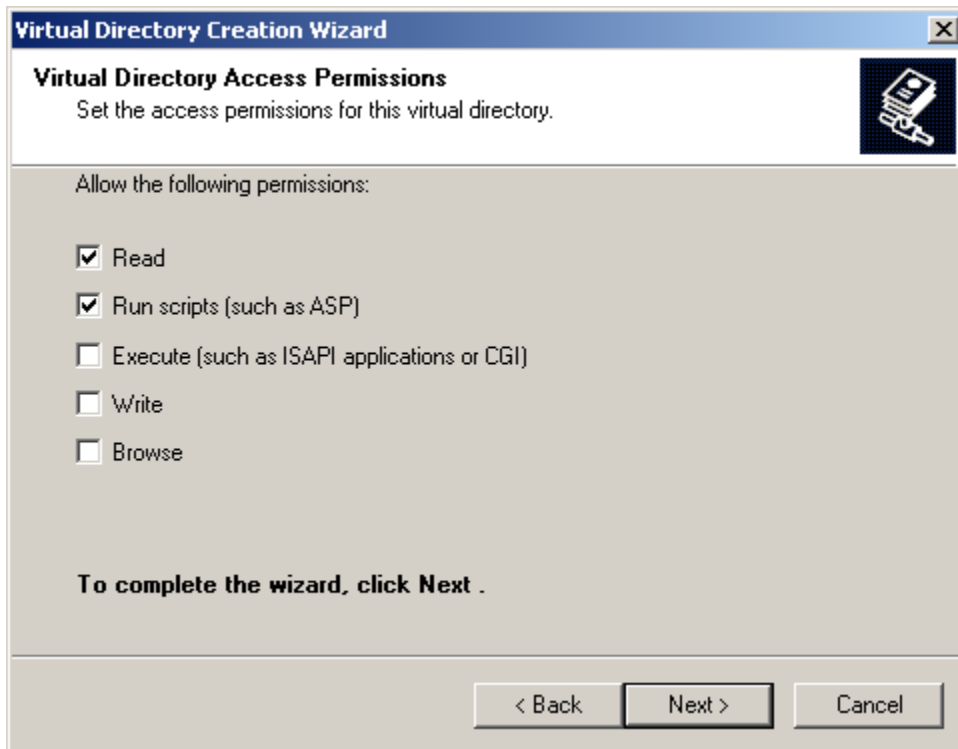 Virtual Directory Creation Wizard
Virtual Directory Access Permissions
Set the access permissions for this virtual directory.
Allow the following permissions:
Read
Run scripts (such as ASP)
Execute (such as ISAPI applications or CGI)
Write
Browse
To complete the wizard, click Next .
< Back Next > Cancel